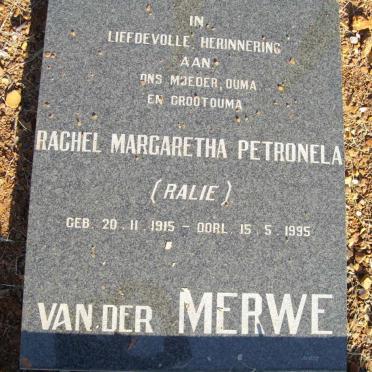 IN
LIEFDEVOLLE HERINNERING
AAN
ONS MOEDER, OUMA
EN GROOTOUMA
RACHEL MARGARETHA PETRONELA
(RALIE)
GEB. 20 . 11 . 1915 - OORL. 15 . 5 . 1995
VAN DER MERWE